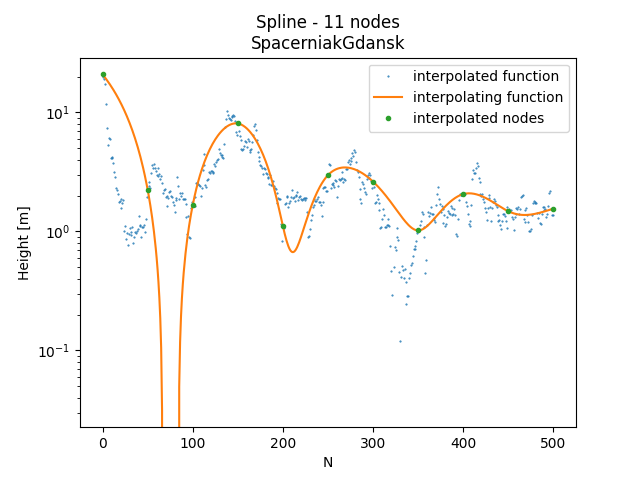 Spline - 11 nodes
SpacerniakGdansk
interpolated function
interpolating function
interpolated nodes
10¹
10⁰
10⁻¹
Height [m]
0 100 200 300 400 500
N